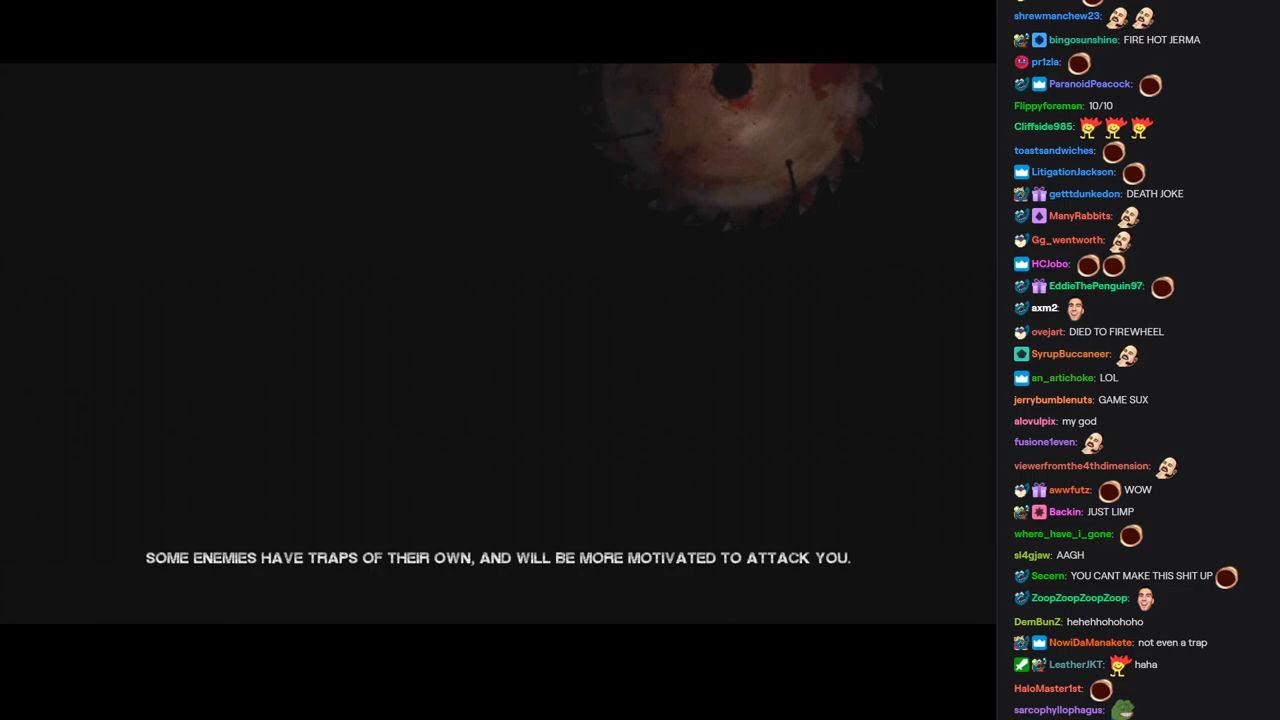 shrewmanchew23:
bingosunshine: FIRE HOT JERMA
pr1zla:
ParanoidPeacock:
Flippyforeman: 10/10
Cliffside985:
toastsandwiches:
LitigationJackson:
getttdunkedon: DEATH JOKE
ManyRabbits:
Gg_wentworth:
HCJobo:
EddieThePenguin97:
axm2:
ovejart: DIED TO FIREWHEEL
SyrupBuccaneer:
an_artichoke: LOL
jerrybumblenuts: GAME SUX
alovulpix: my god
fusione1even:
viewerfromthe4thdimension:
awwfutz: WOW
Backin: JUST LIMP
where_have_i_gone:
sl4gjaw: AAGH
Secern: YOU CANT MAKE THIS SHIT UP
ZoopZoopZoopZoop:
DemBunZ: hehehhohohoho
NowiDaManakete: not even a trap
LeatherJKT: haha
HaloMaster1st:
sarcophyllophagus:
SOME ENEMIES HAVE TRAPS OF THEIR OWN, AND WILL BE MORE MOTIVATED TO ATTACK YOU.